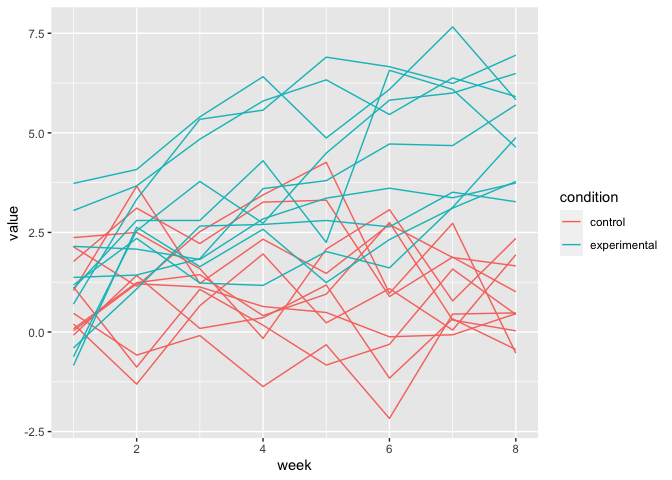 7.5
5.0
2.5
0.0
-2.5
value
2
4
6
8
week
condition
control
experimental